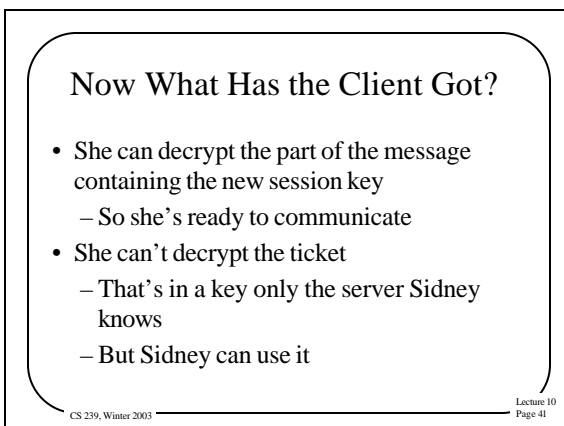 Now What Has the Client Got?
• She can decrypt the part of the message
containing the new session key
– So she’s ready to communicate
• She can’t decrypt the ticket
– That’s in a key only the server Sidney
knows
– But Sidney can use it
CS 239, Winter 2003
Lecture 10
Page 41